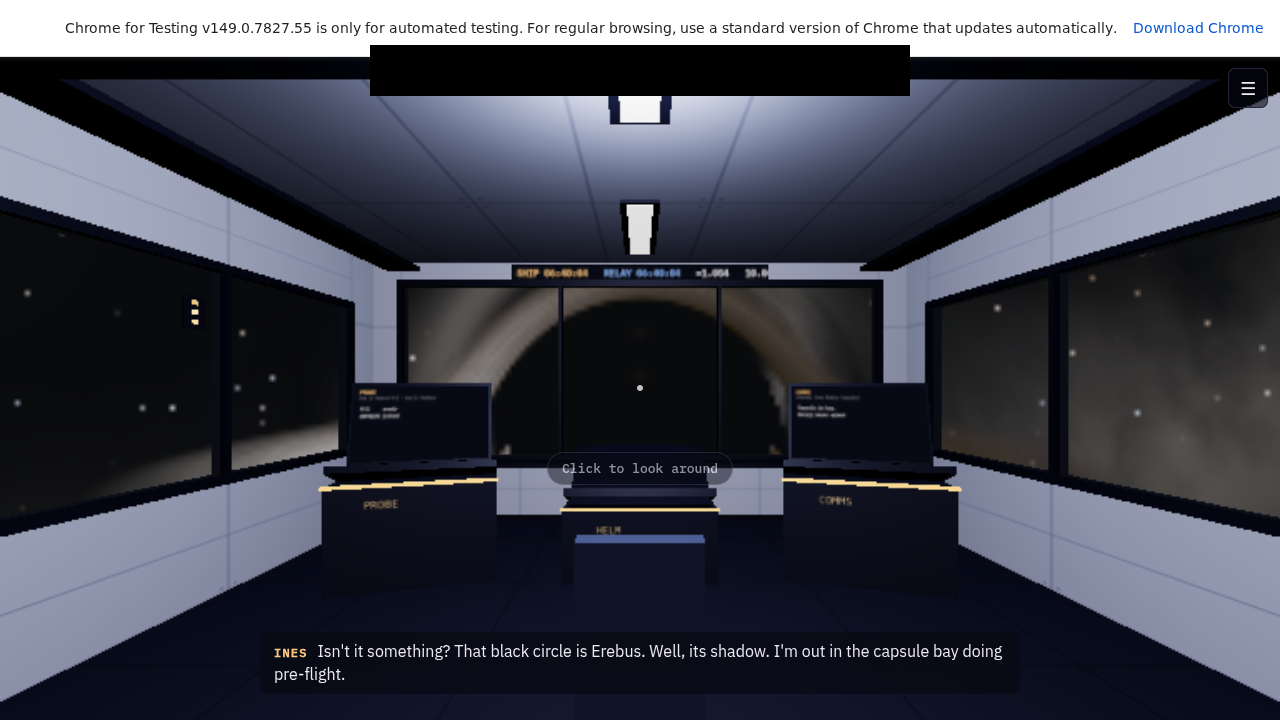 Chrome for Testing v149.0.7827.55 is only for automated testing. For regular browsing, use a standard version of Chrome that updates automatically. Download Chrome
SHIP 06:40:04 RELAY 06:40:04
PROBE
COMMS
Click to look around
PROBE
COMMS
HELM
INES Isn't it something? That black circle is Erebus. Well, its shadow. I'm out in the capsule bay doing
pre-flight.